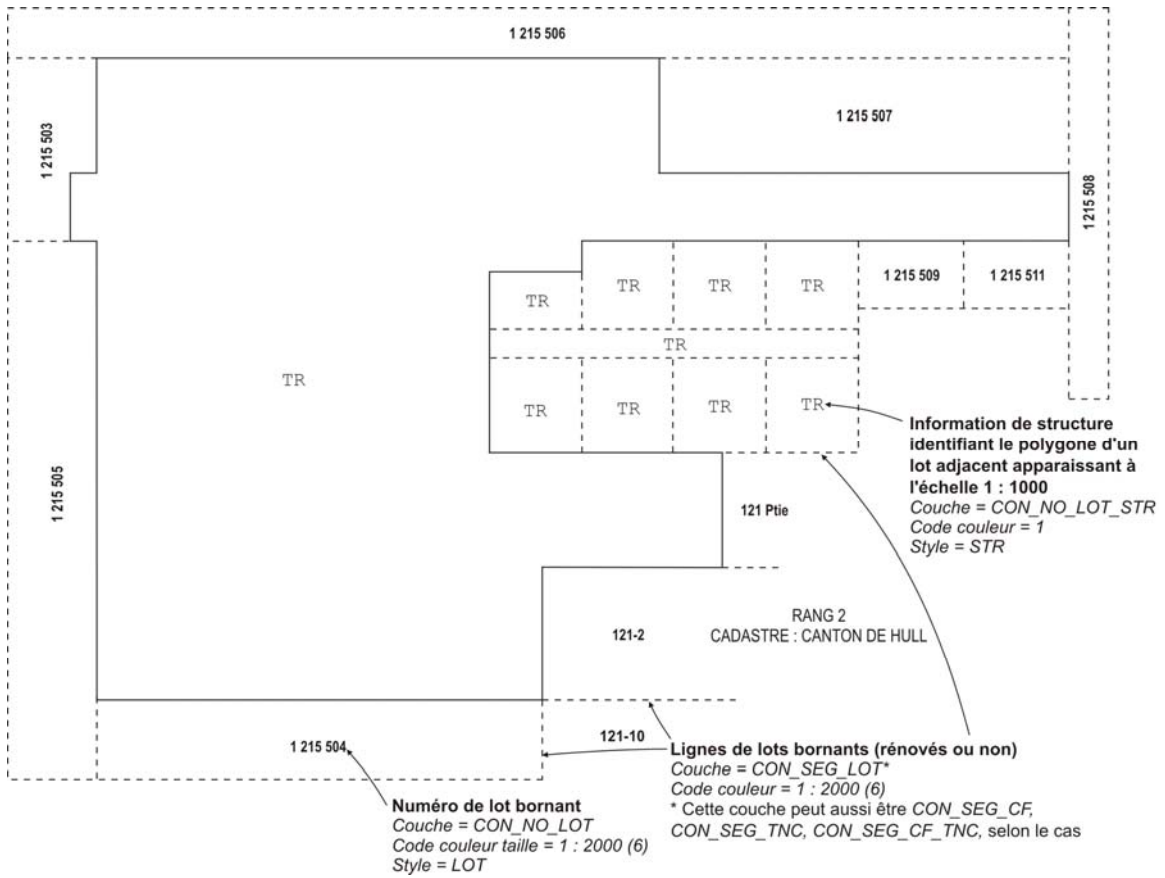 1 215 506
1 215 503
1 215 507
1 215 508
1 215 509
1 215 511
TR
TR
TR
TR
TR
TR
TR
TR
TR
TR
Information de structure
identifiant le polygone d'un
lot adjacent apparaissant à
l'échelle 1 : 1000
Couche = CON_NO_LOT_STR
Code couleur = 1
Style = STR
1 215 505
121 Ptie
RANG 2
CADASTRE : CANTON DE HULL
121-2
121-10
1 215 504
Lignes de lots bornants (rénovés ou non)
Couche = CON_SEG_LOT*
Code couleur = 1 : 2000 (6)
* Cette couche peut aussi être CON_SEG_CF,
CON_SEG_TNC, CON_SEG_CF_TNC, selon le cas
Numéro de lot bornant
Couche = CON_NO_LOT
Code couleur taille = 1 : 2000 (6)
Style = LOT